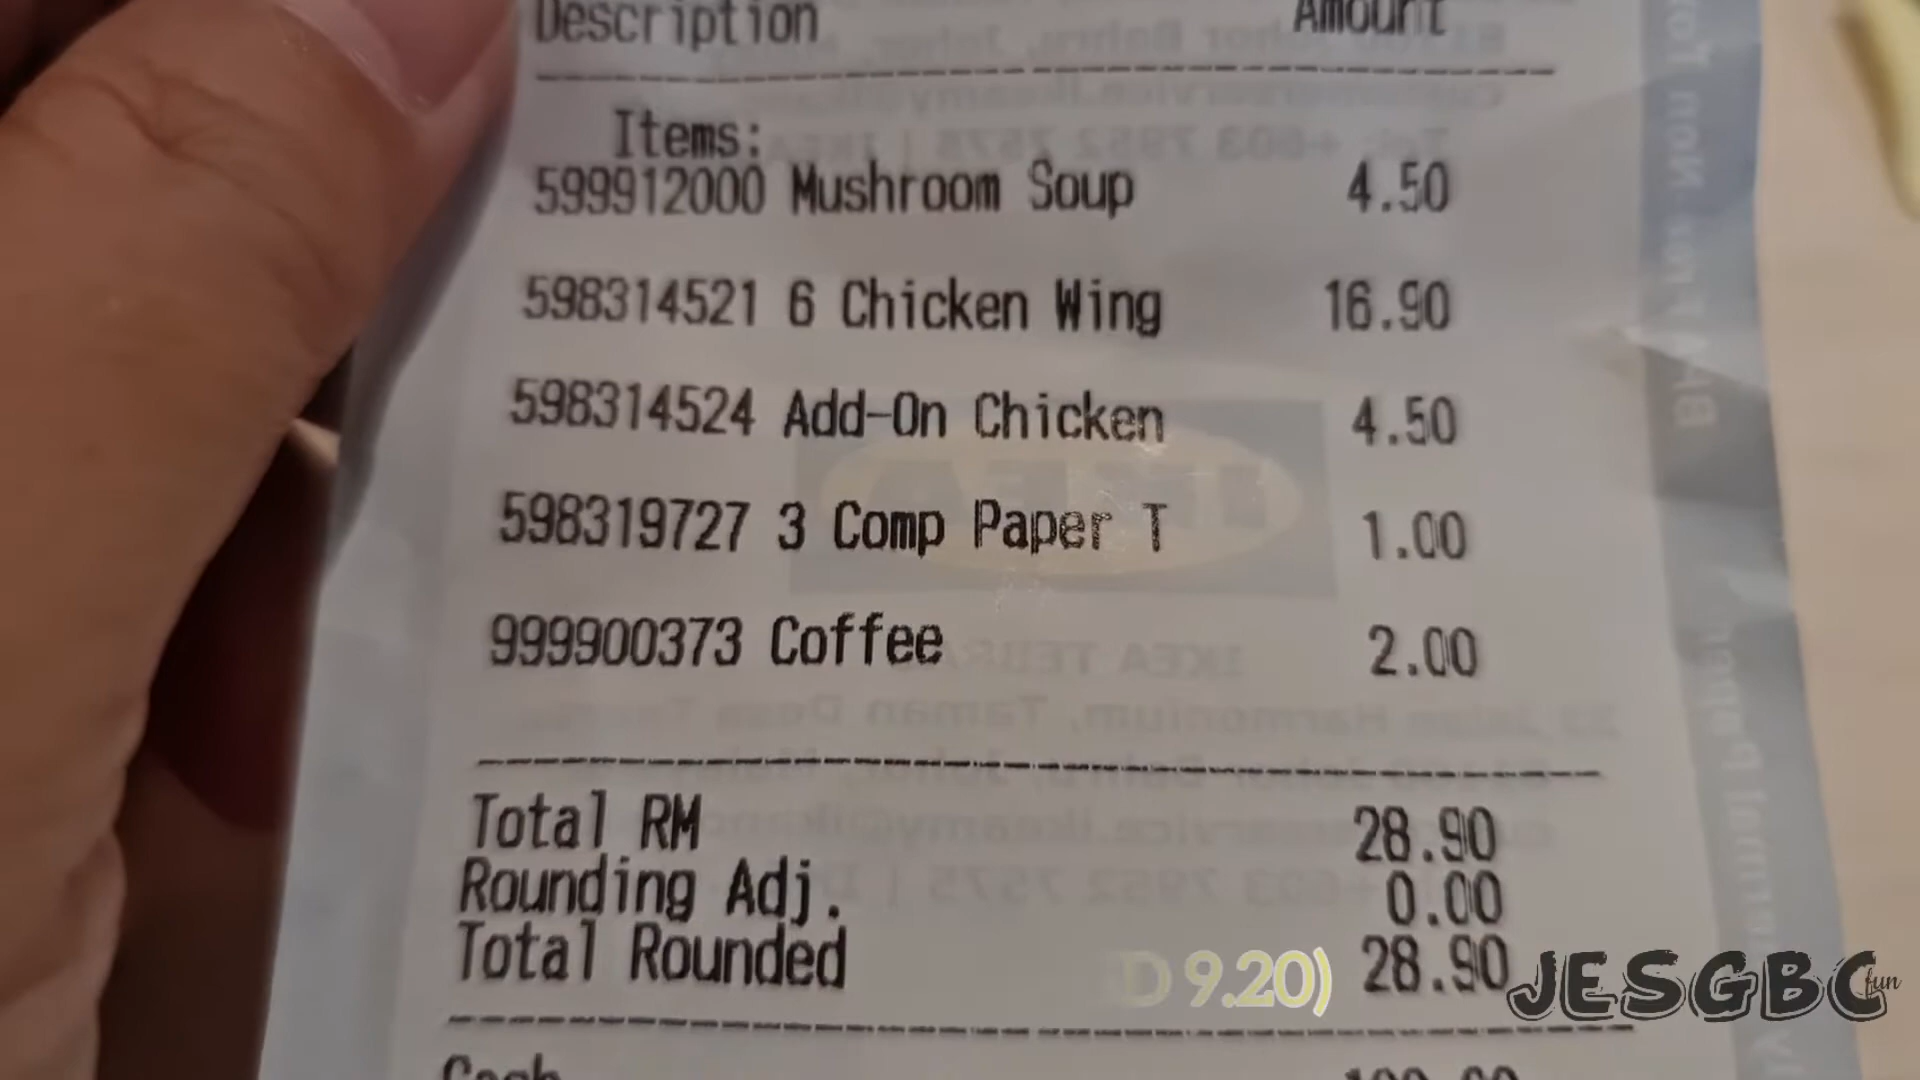 Description Amount
Items:
599912000 Mushroom Soup 4.50
598314521 6 Chicken Wing 16.90
598314524 Add-On Chicken 4.50
598319727 3 Comp Paper T 1.00
999900373 Coffee 2.00
Total RM 28.90
Rounding Adj. 0.00
Total Rounded 28.90
D 9.20)
JESGBC fun
Cash